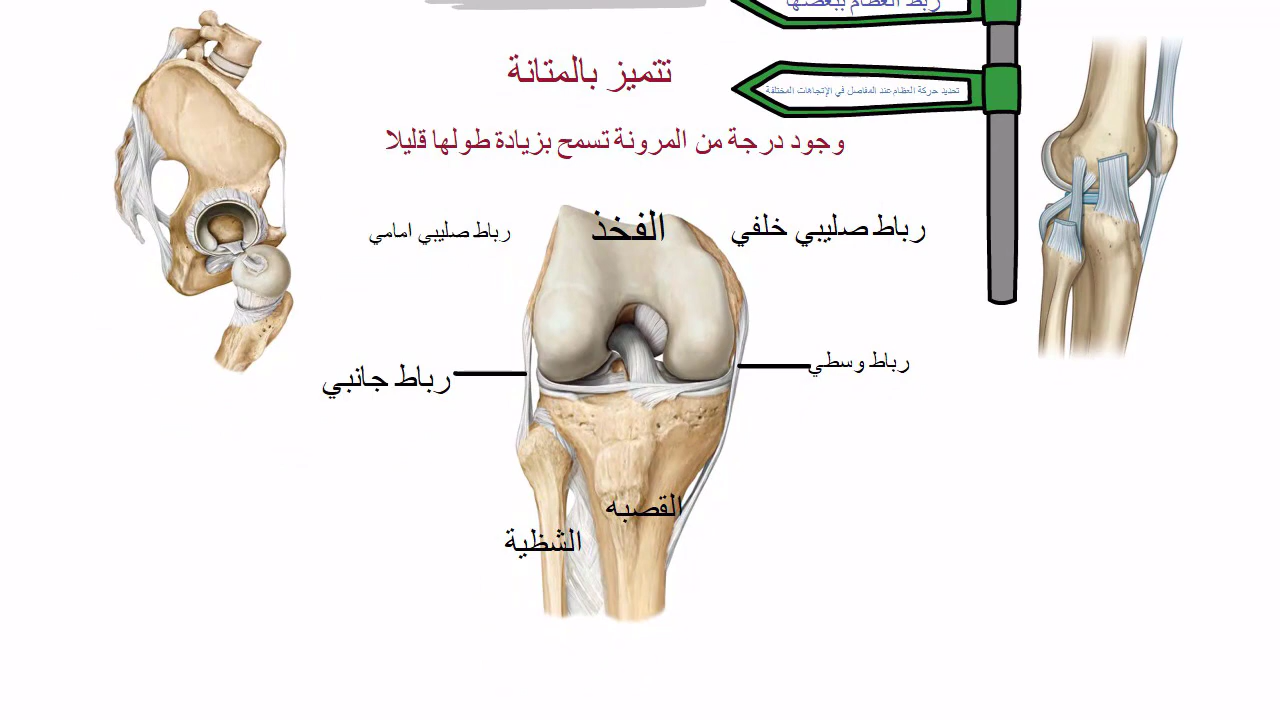 ربط العظام ببعضها
تتميز بالمتانة
تحديد حركة العظام عند المفاصل في الإتجاهات المختلفة
وجود درجة من المرونة تسمح بزيادة طولها قليلا
رباط صليبي خلفي
الفخذ
رباط صليبي امامي
رباط وسطي
رباط جانبي
القصبه
الشظية